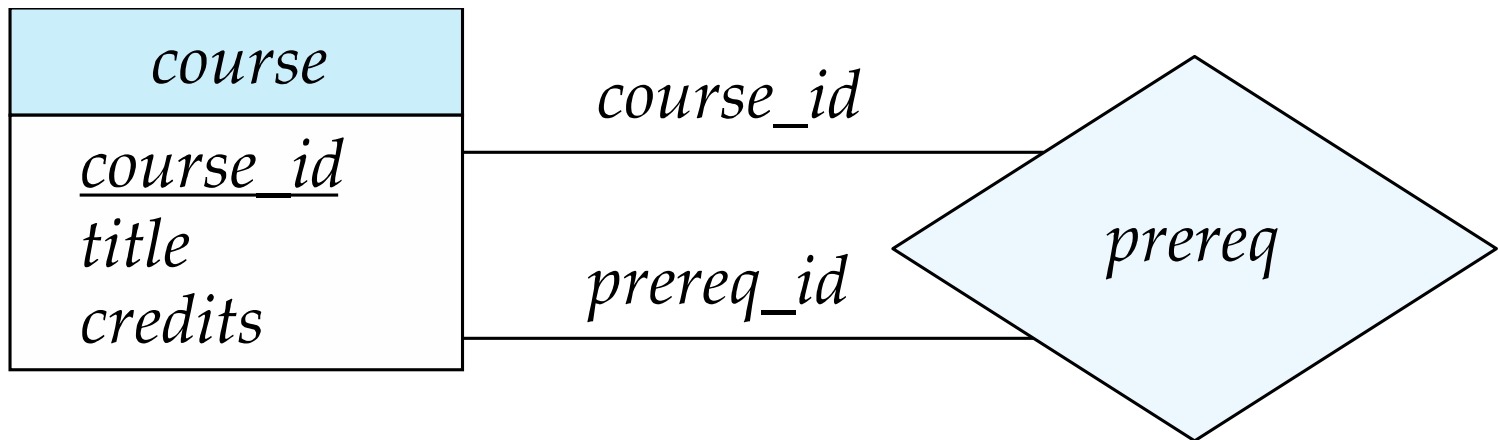 course
course_id
title
credits
course_id
prereq_id
prereq